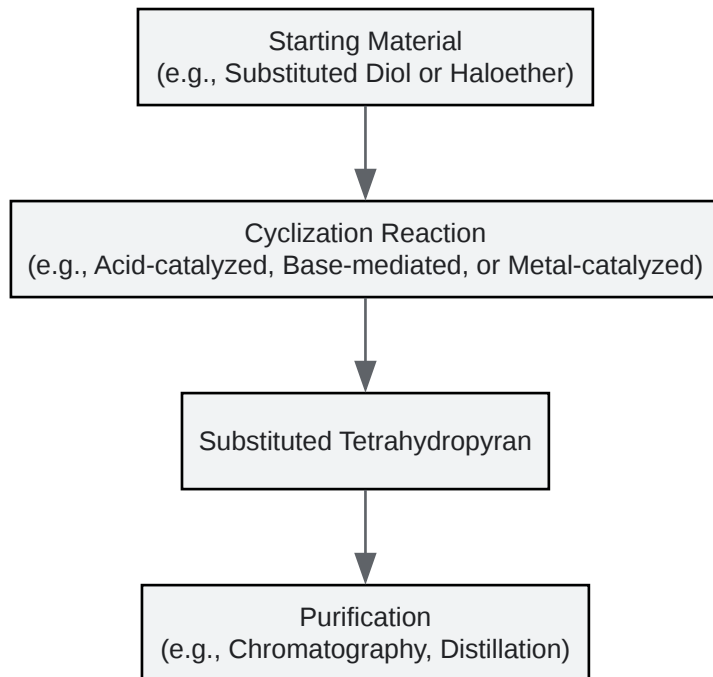 Starting Material
(e.g., Substituted Diol or Haloether)
Cyclization Reaction
(e.g., Acid-catalyzed, Base-mediated, or Metal-catalyzed)
Substituted Tetrahydropyran
Purification
(e.g., Chromatography, Distillation)